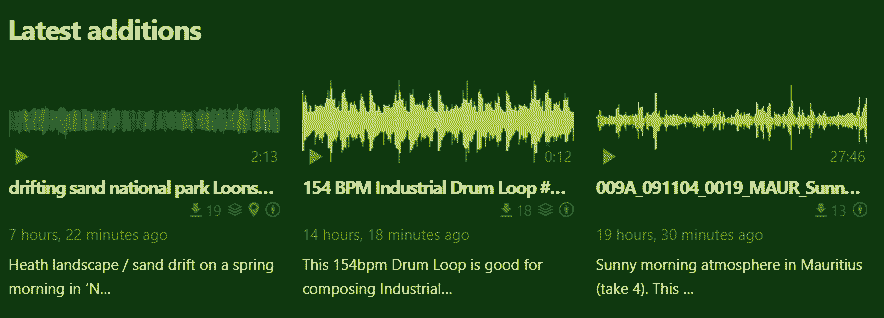 Latest additions
2:13
drifting sand national park Loons...
19
7 hours, 22 minutes ago
Heath landscape / sand drift on a spring
morning in ‘N...
0:12
154 BPM Industrial Drum Loop #...
18
14 hours, 18 minutes ago
This 154bpm Drum Loop is good for
composing Industrial...
27:46
009A_091104_0019_MAUR_Sunn...
13
19 hours, 30 minutes ago
Sunny morning atmosphere in Mauritius
(take 4). This ...